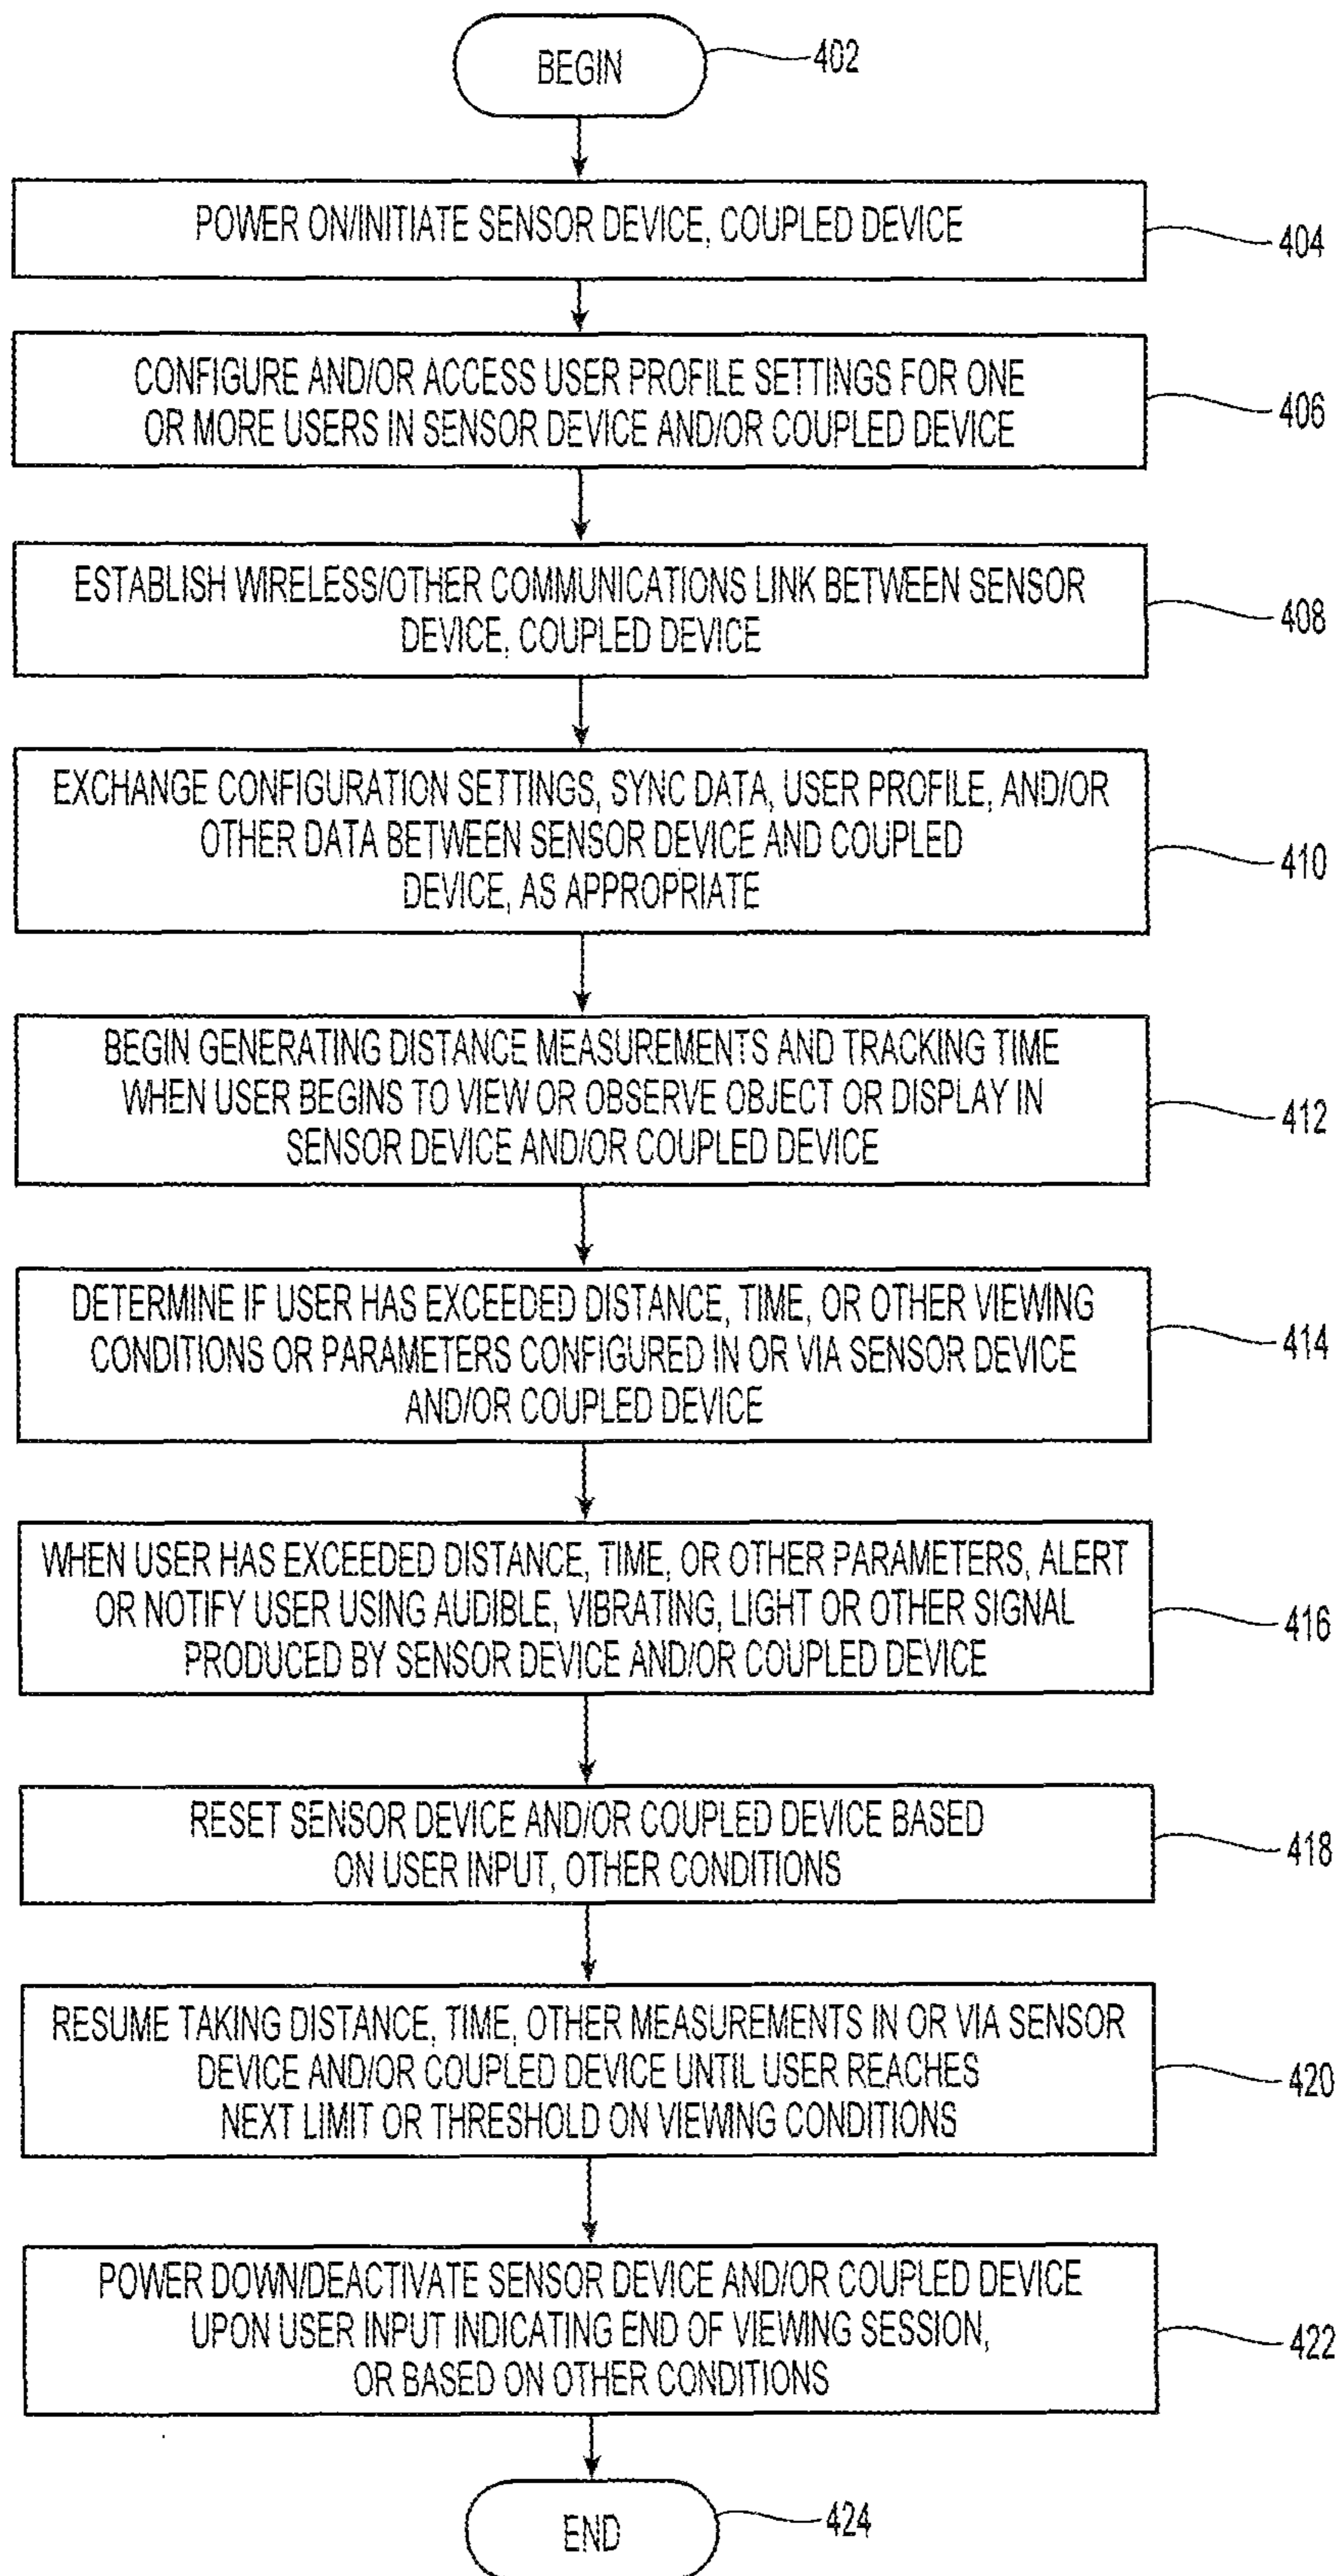 BEGIN
402
POWER ON/INITIATE SENSOR DEVICE, COUPLED DEVICE
404
CONFIGURE AND/OR ACCESS USER PROFILE SETTINGS FOR ONE
OR MORE USERS IN SENSOR DEVICE AND/OR COUPLED DEVICE
406
ESTABLISH WIRELESS/OTHER COMMUNICATIONS LINK BETWEEN SENSOR
DEVICE, COUPLED DEVICE
408
EXCHANGE CONFIGURATION SETTINGS, SYNC DATA, USER PROFILE, AND/OR
OTHER DATA BETWEEN SENSOR DEVICE AND COUPLED
DEVICE, AS APPROPRIATE
410
BEGIN GENERATING DISTANCE MEASUREMENTS AND TRACKING TIME
WHEN USER BEGINS TO VIEW OR OBSERVE OBJECT OR DISPLAY IN
SENSOR DEVICE AND/OR COUPLED DEVICE
412
DETERMINE IF USER HAS EXCEEDED DISTANCE, TIME, OR OTHER VIEWING
CONDITIONS OR PARAMETERS CONFIGURED IN OR VIA SENSOR DEVICE
AND/OR COUPLED DEVICE
414
WHEN USER HAS EXCEEDED DISTANCE, TIME, OR OTHER PARAMETERS, ALERT
OR NOTIFY USER USING AUDIBLE, VIBRATING, LIGHT OR OTHER SIGNAL
PRODUCED BY SENSOR DEVICE AND/OR COUPLED DEVICE
416
RESET SENSOR DEVICE AND/OR COUPLED DEVICE BASED
ON USER INPUT, OTHER CONDITIONS
418
RESUME TAKING DISTANCE, TIME, OTHER MEASUREMENTS IN OR VIA SENSOR
DEVICE AND/OR COUPLED DEVICE UNTIL USER REACHES
NEXT LIMIT OR THRESHOLD ON VIEWING CONDITIONS
420
POWER DOWN/DEACTIVATE SENSOR DEVICE AND/OR COUPLED DEVICE
UPON USER INPUT INDICATING END OF VIEWING SESSION,
OR BASED ON OTHER CONDITIONS
422
END
424